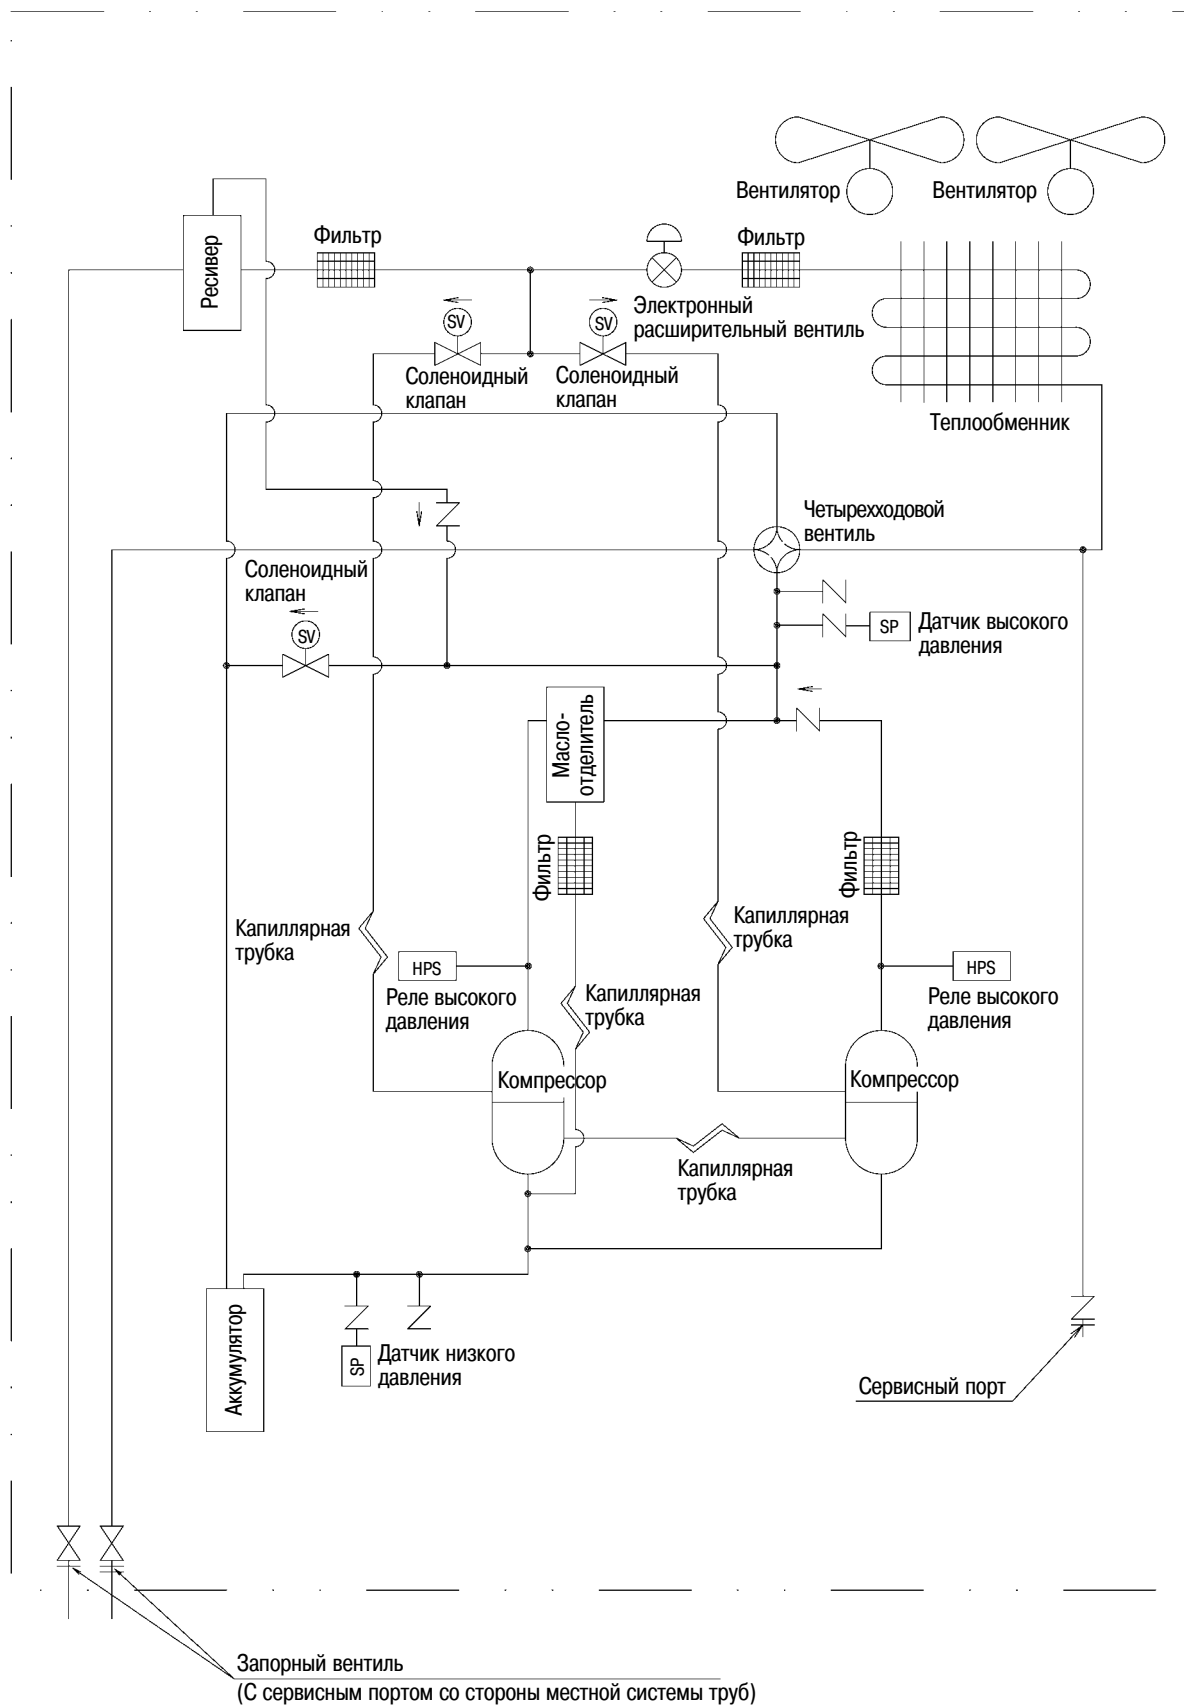 Вентилятор
Вентилятор
Ресивер
Фильтр
Фильтр
Электронный
расширительный вентиль
SV
SV
Соленоидный
клапан
Соленоидный
клапан
Теплообменник
Четырехходовой
вентиль
Соленоидный
клапан
SV
SP
Датчик высокого
давления
Масло-
отделитель
Фильтр
Фильтр
Капиллярная
трубка
Капиллярная
трубка
HPS
Реле высокого
давления
Капиллярная
трубка
HPS
Реле высокого
давления
Компрессор
Компрессор
Капиллярная
трубка
Аккумулятор
SP
Датчик низкого
давления
Сервисный порт
Запорный вентиль
(С сервисным портом со стороны местной системы труб)